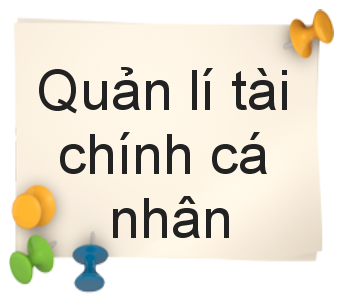 Quản lí tài
chính cá
nhân